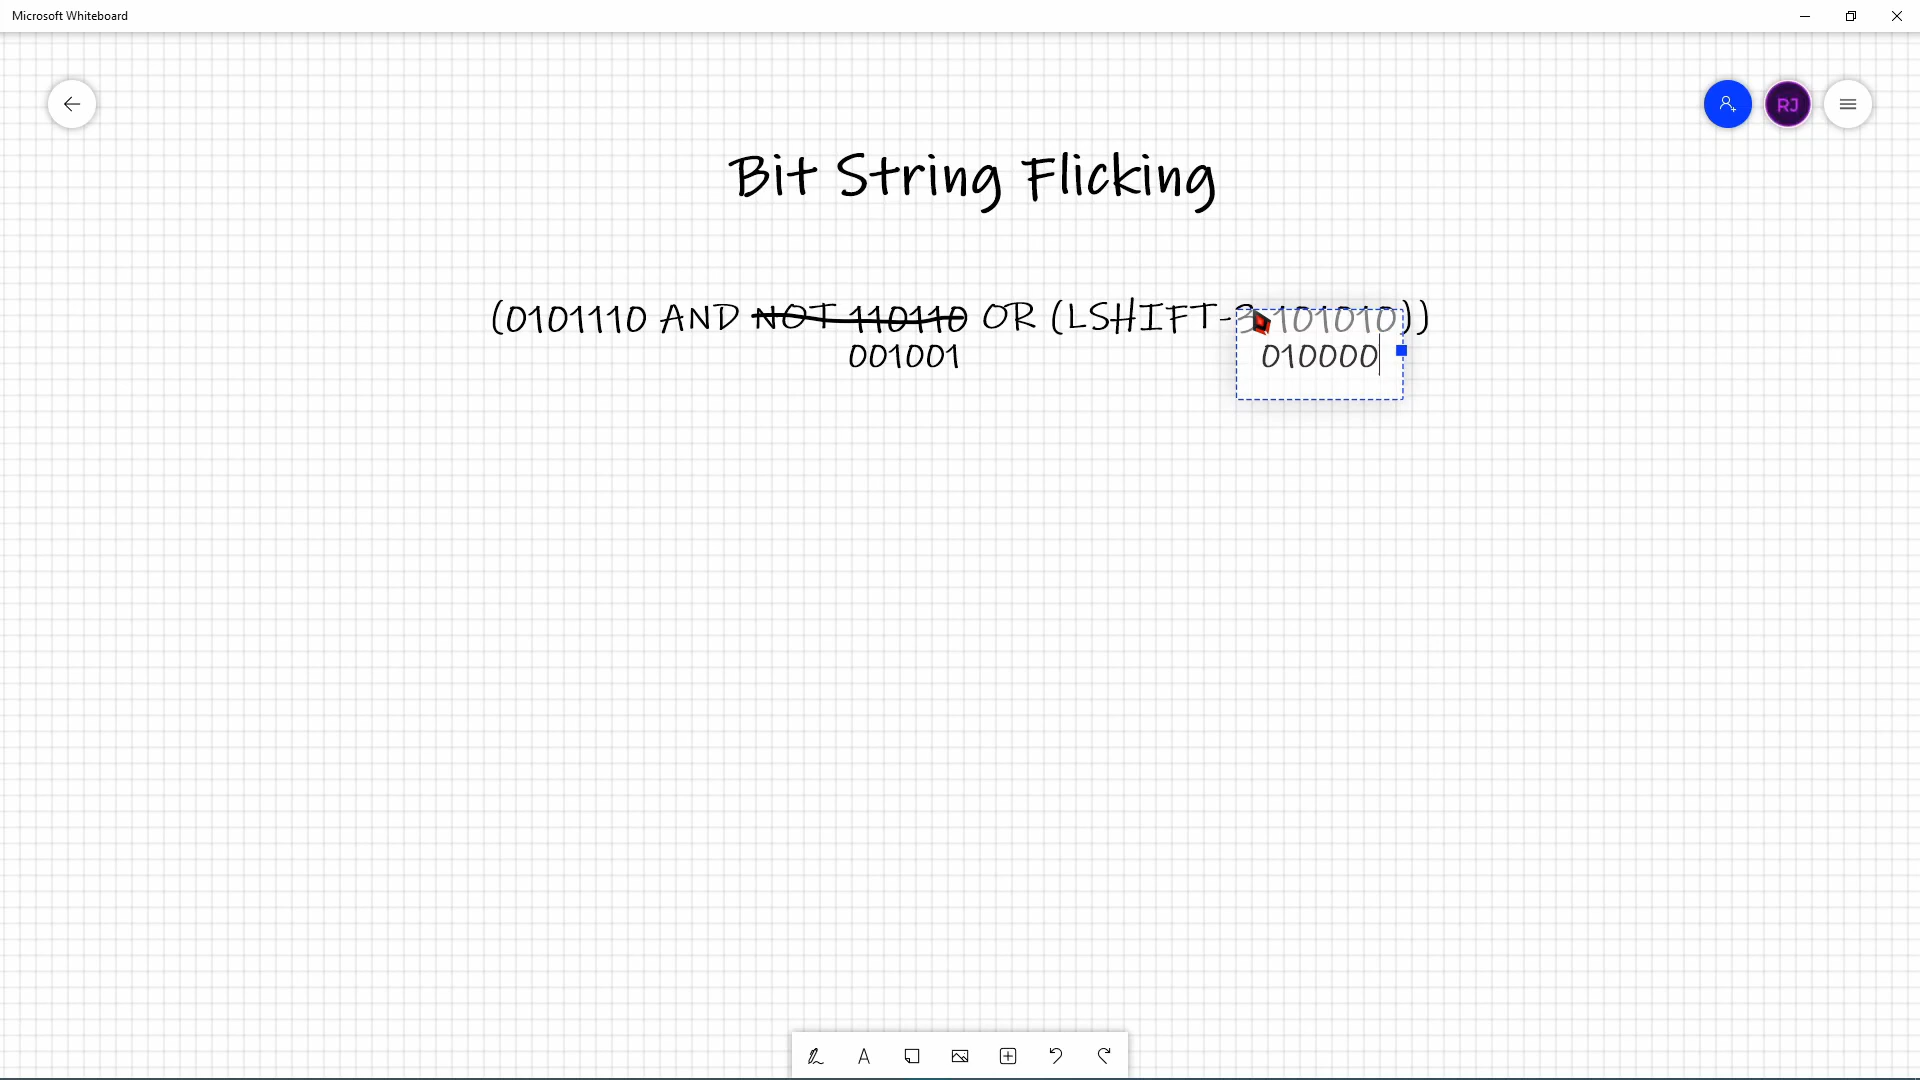 Microsoft Whiteboard
RJ
Bit String Flicking
(0101110 AND NOT 110110 OR (LSHIFT-3 101010))
001001 010000